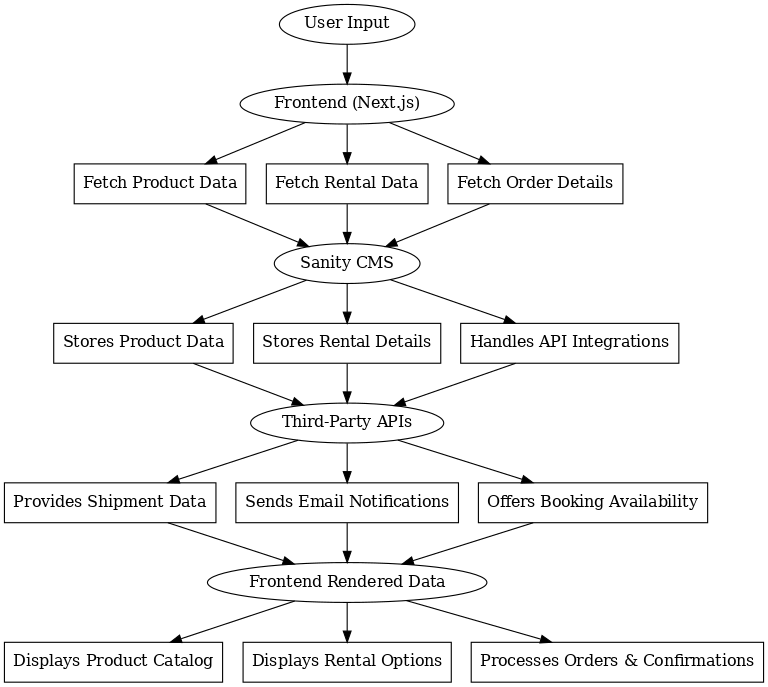 User Input
Frontend (Next.js)
Fetch Product Data
Fetch Rental Data
Fetch Order Details
Sanity CMS
Stores Product Data
Stores Rental Details
Handles API Integrations
Third-Party APIs
Provides Shipment Data
Sends Email Notifications
Offers Booking Availability
Frontend Rendered Data
Displays Product Catalog
Displays Rental Options
Processes Orders & Confirmations